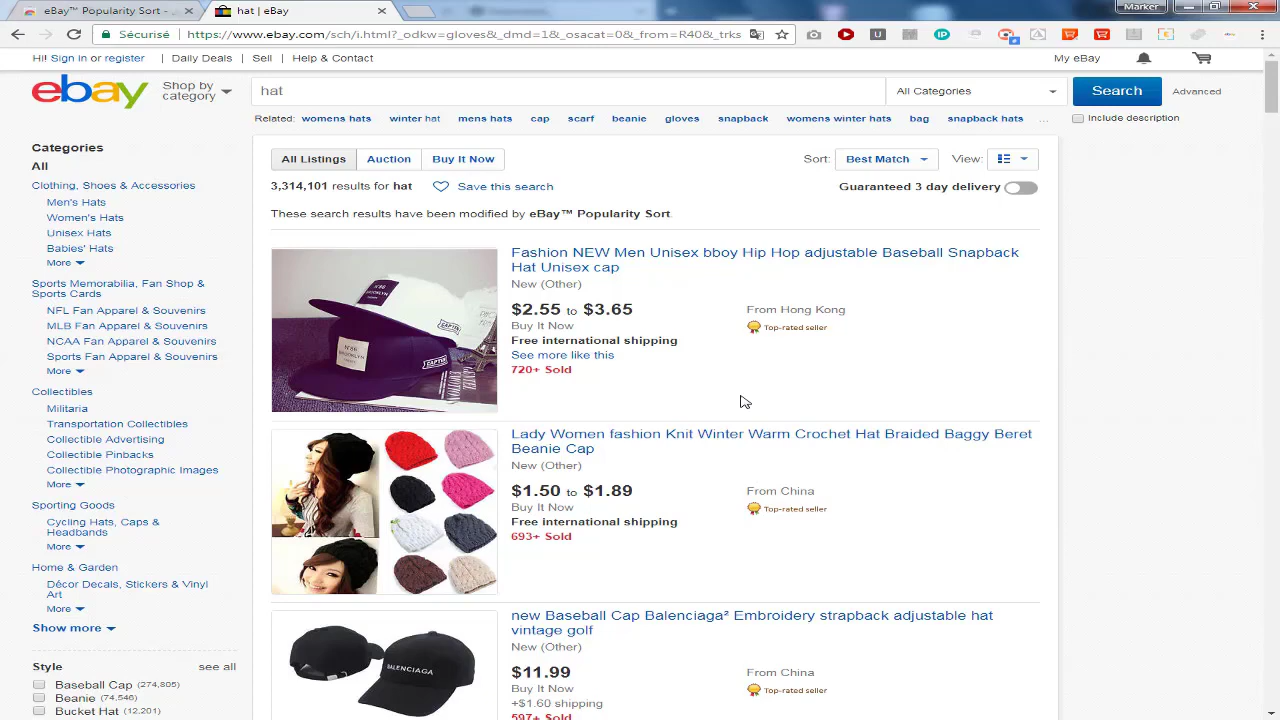 eBay™ Popularity Sort -
hat | eBay
Marker
Sécurisé
https://www.ebay.com/sch/i.html?_odkw=gloves&_dmd=1&_osacat=0&_from=R40&_trks
Hi! Sign in or register
Daily Deals
Sell
Help & Contact
My eBay
ebay
Shop by category
hat
All Categories
Search
Advanced
Related: womens hats winter hat mens hats cap scarf beanie gloves snapback womens winter hats bag snapback hats ...
Include description
Categories
All
Clothing, Shoes & Accessories
Men's Hats
Women's Hats
Unisex Hats
Babies' Hats
More
Sports Memorabilia, Fan Shop &
Sports Cards
NFL Fan Apparel & Souvenirs
MLB Fan Apparel & Souvenirs
NCAA Fan Apparel & Souvenirs
Sports Fan Apparel & Souvenirs
More
Collectibles
Militaria
Transportation Collectibles
Collectible Advertising
Collectible Pinbacks
Collectible Photographic Images
More
Sporting Goods
Cycling Hats, Caps &
Headbands
More
Home & Garden
Décor Decals, Stickers & Vinyl
Art
More
Show more
Style
see all
Baseball Cap (274,805)
Beanie (74,546)
Bucket Hat (12,201)
All Listings
Auction
Buy It Now
Sort: Best Match
View:
3,314,101 results for hat
Save this search
Guaranteed 3 day delivery
These search results have been modified by eBay™ Popularity Sort.
Fashion NEW Men Unisex bboy Hip Hop adjustable Baseball Snapback
Hat Unisex cap
New (Other)
$2.55 to $3.65
Buy It Now
Free international shipping
See more like this
720+ Sold
From Hong Kong
Top-rated seller
Lady Women fashion Knit Winter Warm Crochet Hat Braided Baggy Beret
Beanie Cap
New (Other)
$1.50 to $1.89
Buy It Now
Free international shipping
693+ Sold
From China
Top-rated seller
BALENCIAGA
new Baseball Cap Balenciaga² Embroidery strapback adjustable hat
vintage golf
New (Other)
$11.99
Buy It Now
+$1.60 shipping
597+ Sold
From China
Top-rated seller